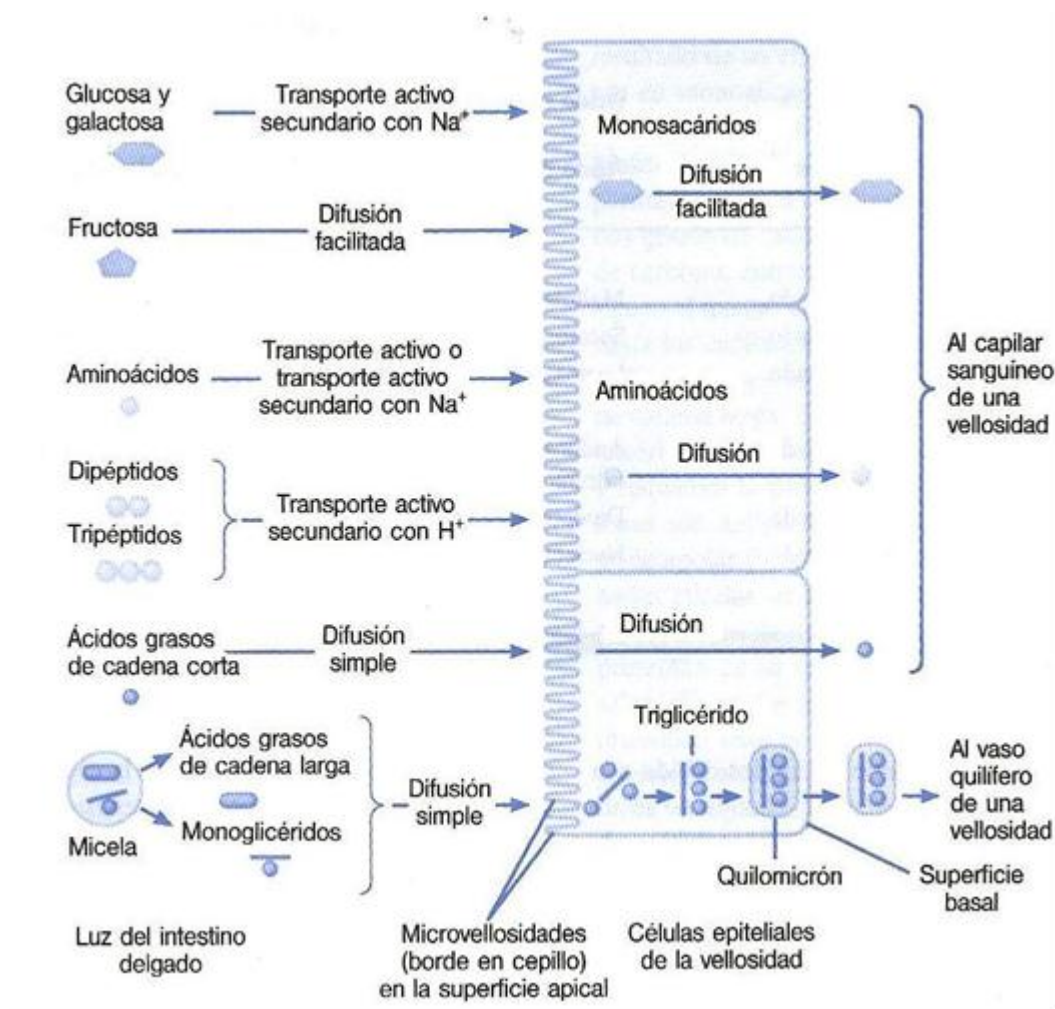 Glucosa y
galactosa
Transporte activo
secundario con Na⁺
Monosacáridos
Difusión
facilitada
Fructosa
Difusión
facilitada
Aminoácidos
Transporte activo o
transporte activo
secundario con Na⁺
Aminoácidos
Difusión
Al capilar
sanguíneo
de una
vellosidad
Dipéptidos
Tripéptidos
Transporte activo
secundario con H⁺
Ácidos grasos
de cadena corta
Difusión
simple
Difusión
Micela
Ácidos grasos
de cadena larga
Monoglicéridos
Difusión
simple
Triglicérido
Al vaso
quilífero
de una
vellosidad
Quilomicrón
Superficie
basal
Luz del intestino
delgado
Microvellosidades
(borde en cepillo)
en la superficie apical
Células epiteliales
de la vellosidad